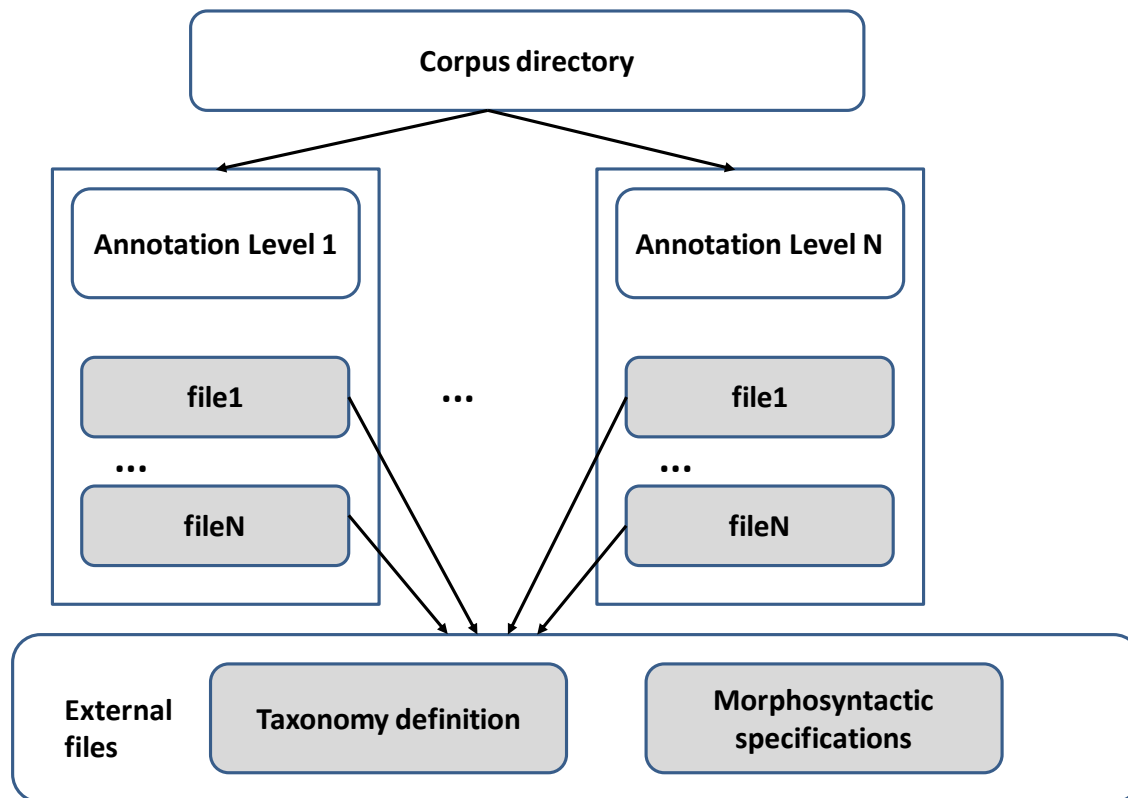 Corpus directory
Annotation Level 1
file1
...
fileN
...
Annotation Level N
file1
...
fileN
External
files
Taxonomy definition
Morphosyntactic
specifications